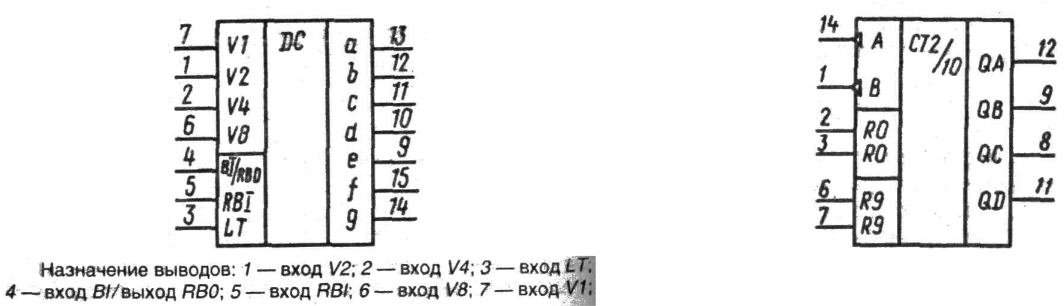 7 V1 DC a 13
1 V2 b 12
2 V4 c 11
6 V8 d 10
4 BI/RBO e 9
5 RBI f 15
3 LT g 14
14 A CT2/10 QA 12
1 B QB 9
2 R0 QC 8
3 R0
6 R9 QD 11
7 R9
Назначение выводов: 1 — вход V2; 2 — вход V4; 3 — вход LT;
4 — вход BI/выход RB0; 5 — вход RBI; 6 — вход V8; 7 — вход V1;